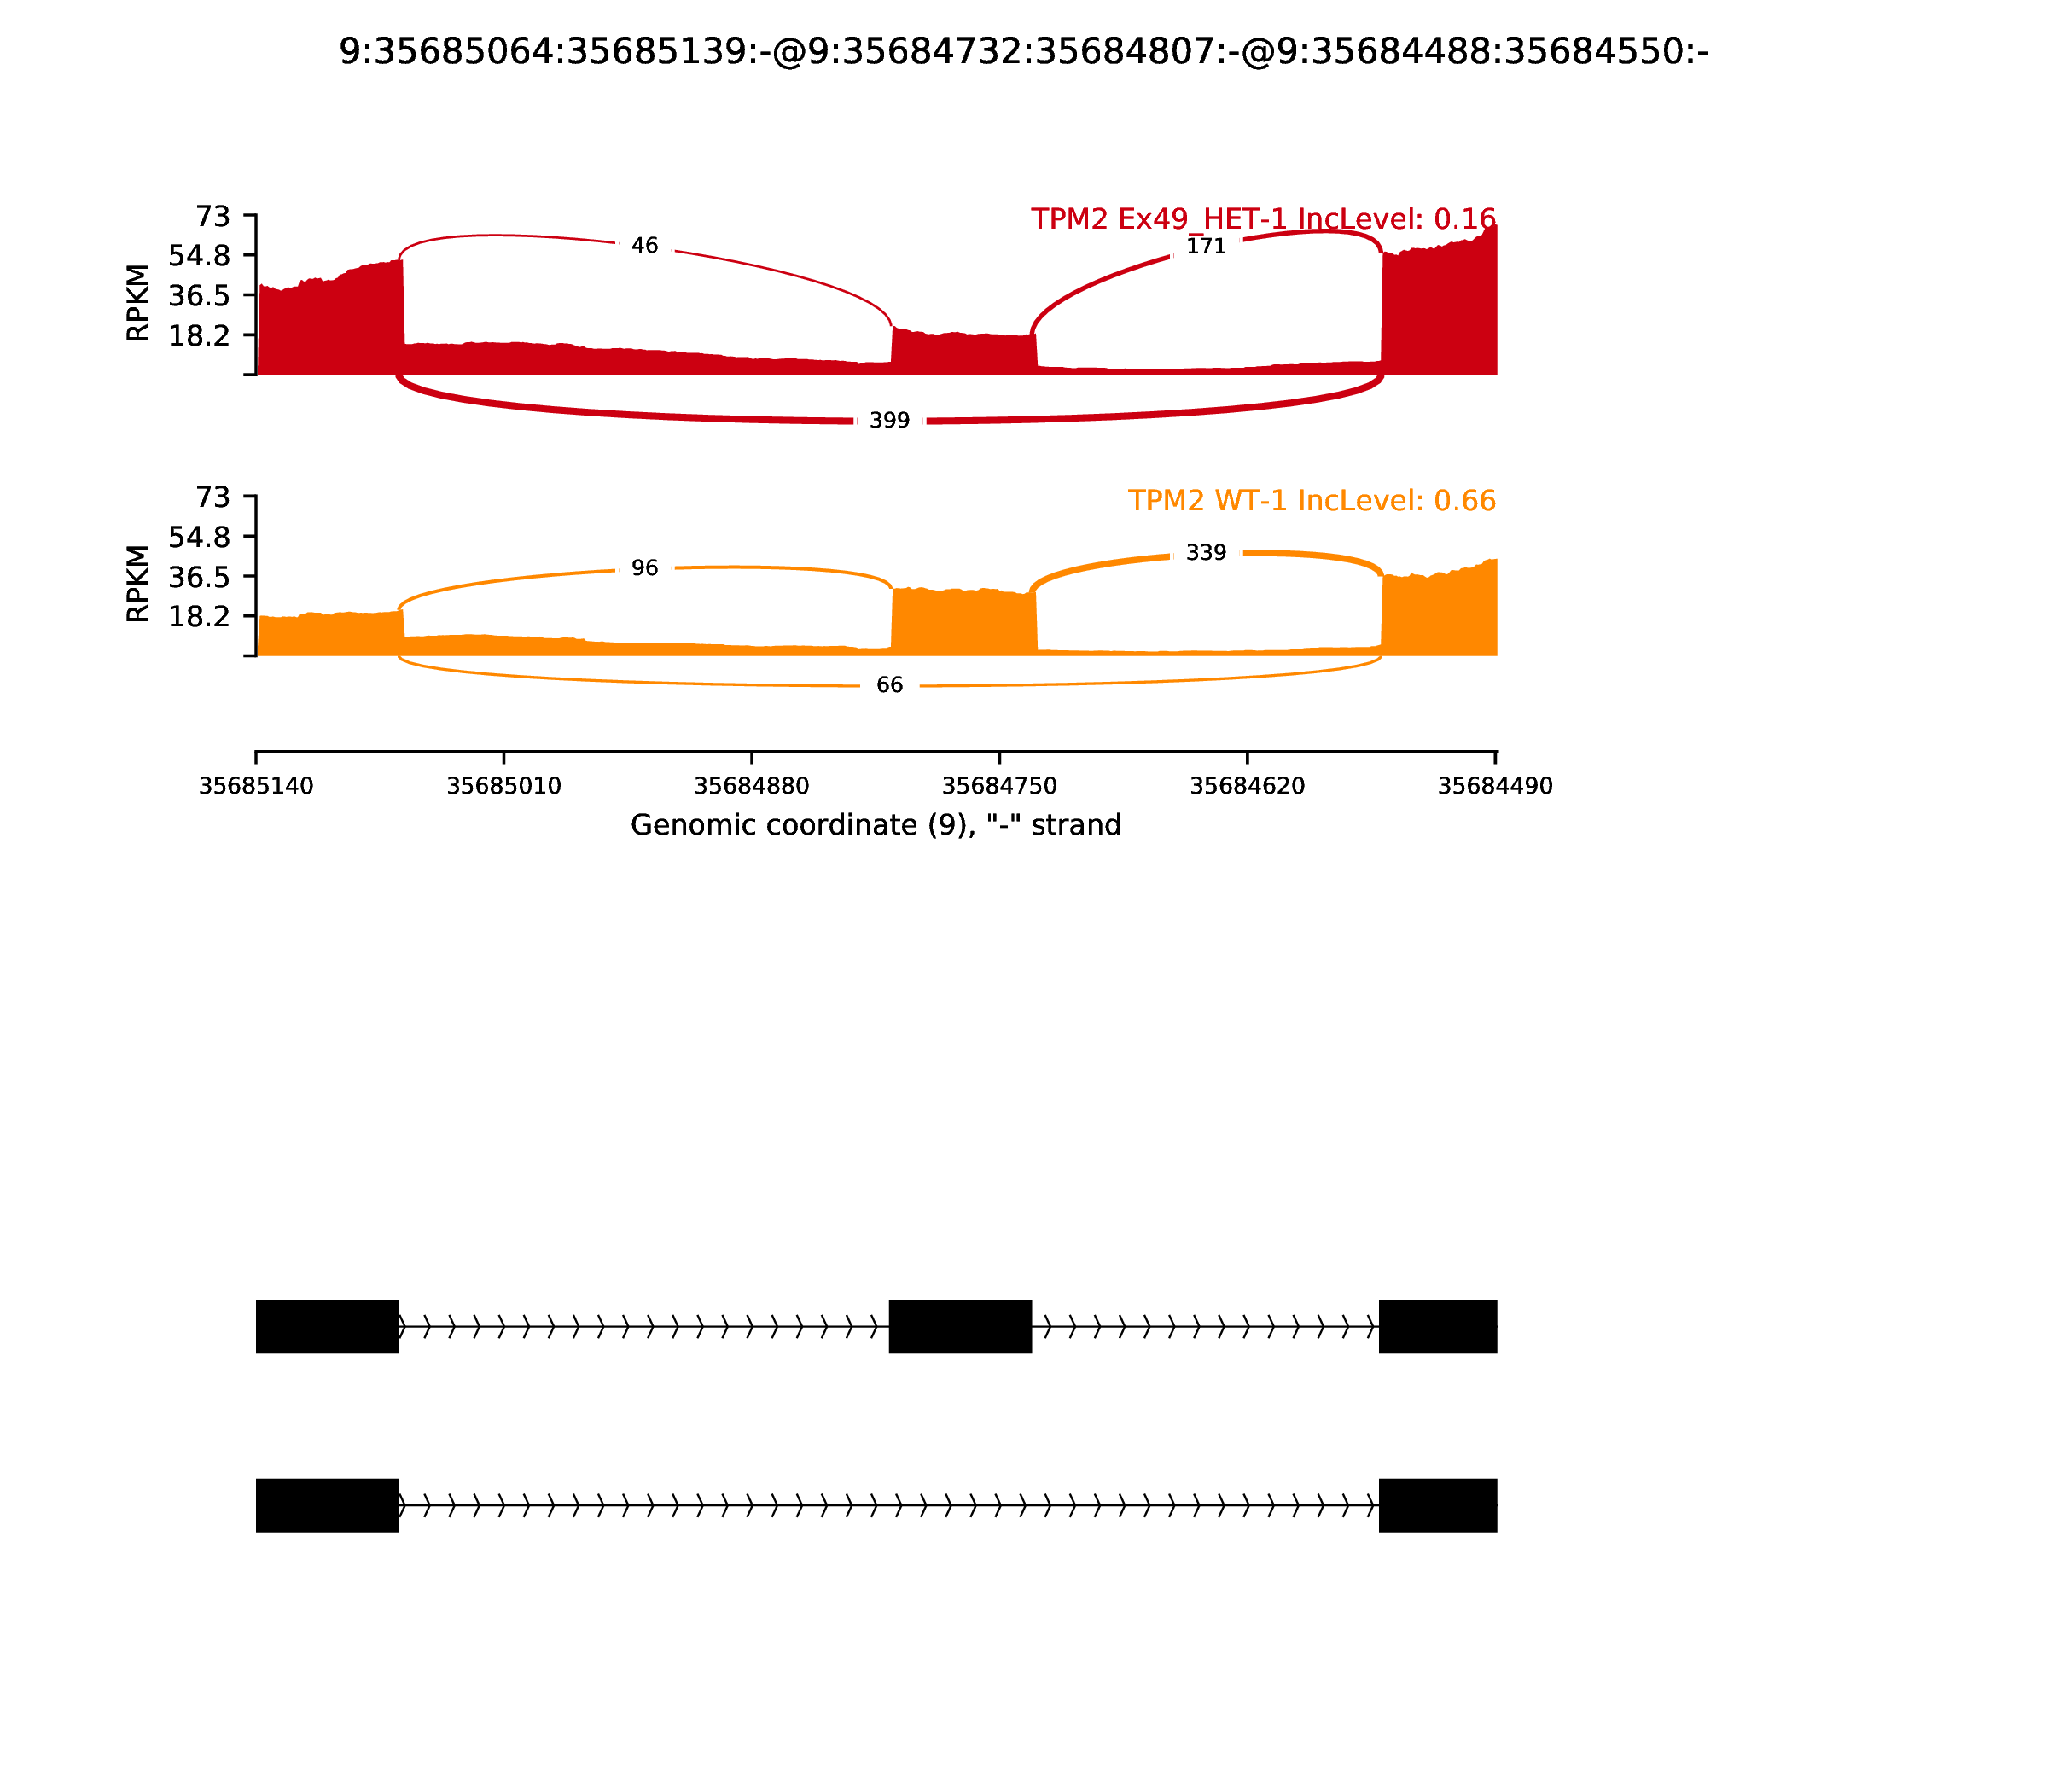 9:35685064:35685139:-@9:35684732:35684807:-@9:35684488:35684550:-
73
54.8
36.5
18.2
RPKM
TPM2 Ex49_HET-1 IncLevel: 0.16
46
171
399
73
54.8
36.5
18.2
RPKM
TPM2 WT-1 IncLevel: 0.66
96
339
66
35685140 35685010 35684880 35684750 35684620 35684490
Genomic coordinate (9), "-" strand